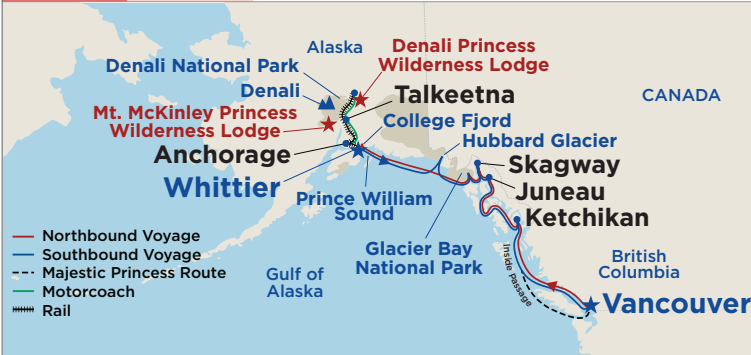 Alaska
Denali Princess
Wilderness Lodge
Denali National Park
Denali
Talkeetna
CANADA
Mt. McKinley Princess
Wilderness Lodge
College Fjord
Hubbard Glacier
Anchorage
Skagway
Whittier
Juneau
Prince William
Sound
Ketchikan
Glacier Bay
National Park
Northbound Voyage
Southbound Voyage
Majestic Princess Route
Motorcoach
Rail
Gulf of
Alaska
Inside Passage
British
Columbia
Vancouver